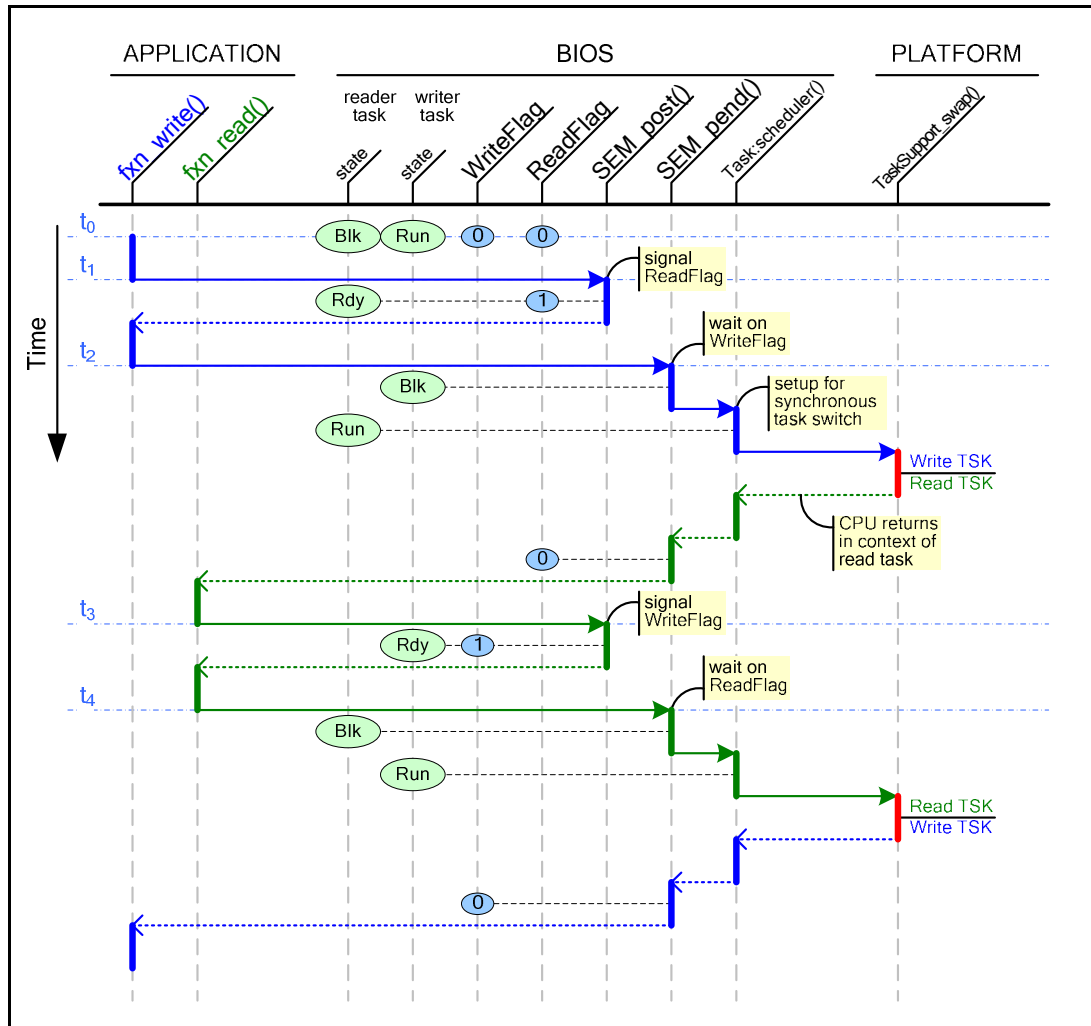 APPLICATION
BIOS
PLATFORM
fxn_write()
fxn_read()
reader
task
writer
task
state
state
WriteFlag
ReadFlag
SEM_post()
SEM_pend()
Task:scheduler()
TaskSupport_swap()
Time
t0
Blk
Run
0
0
t1
signal
ReadFlag
Rdy
1
wait on
WriteFlag
t2
Blk
setup for
synchronous
task switch
Run
Write TSK
Read TSK
CPU returns
in context of
read task
0
t3
signal
WriteFlag
Rdy
1
wait on
ReadFlag
t4
Blk
Run
Read TSK
Write TSK
0